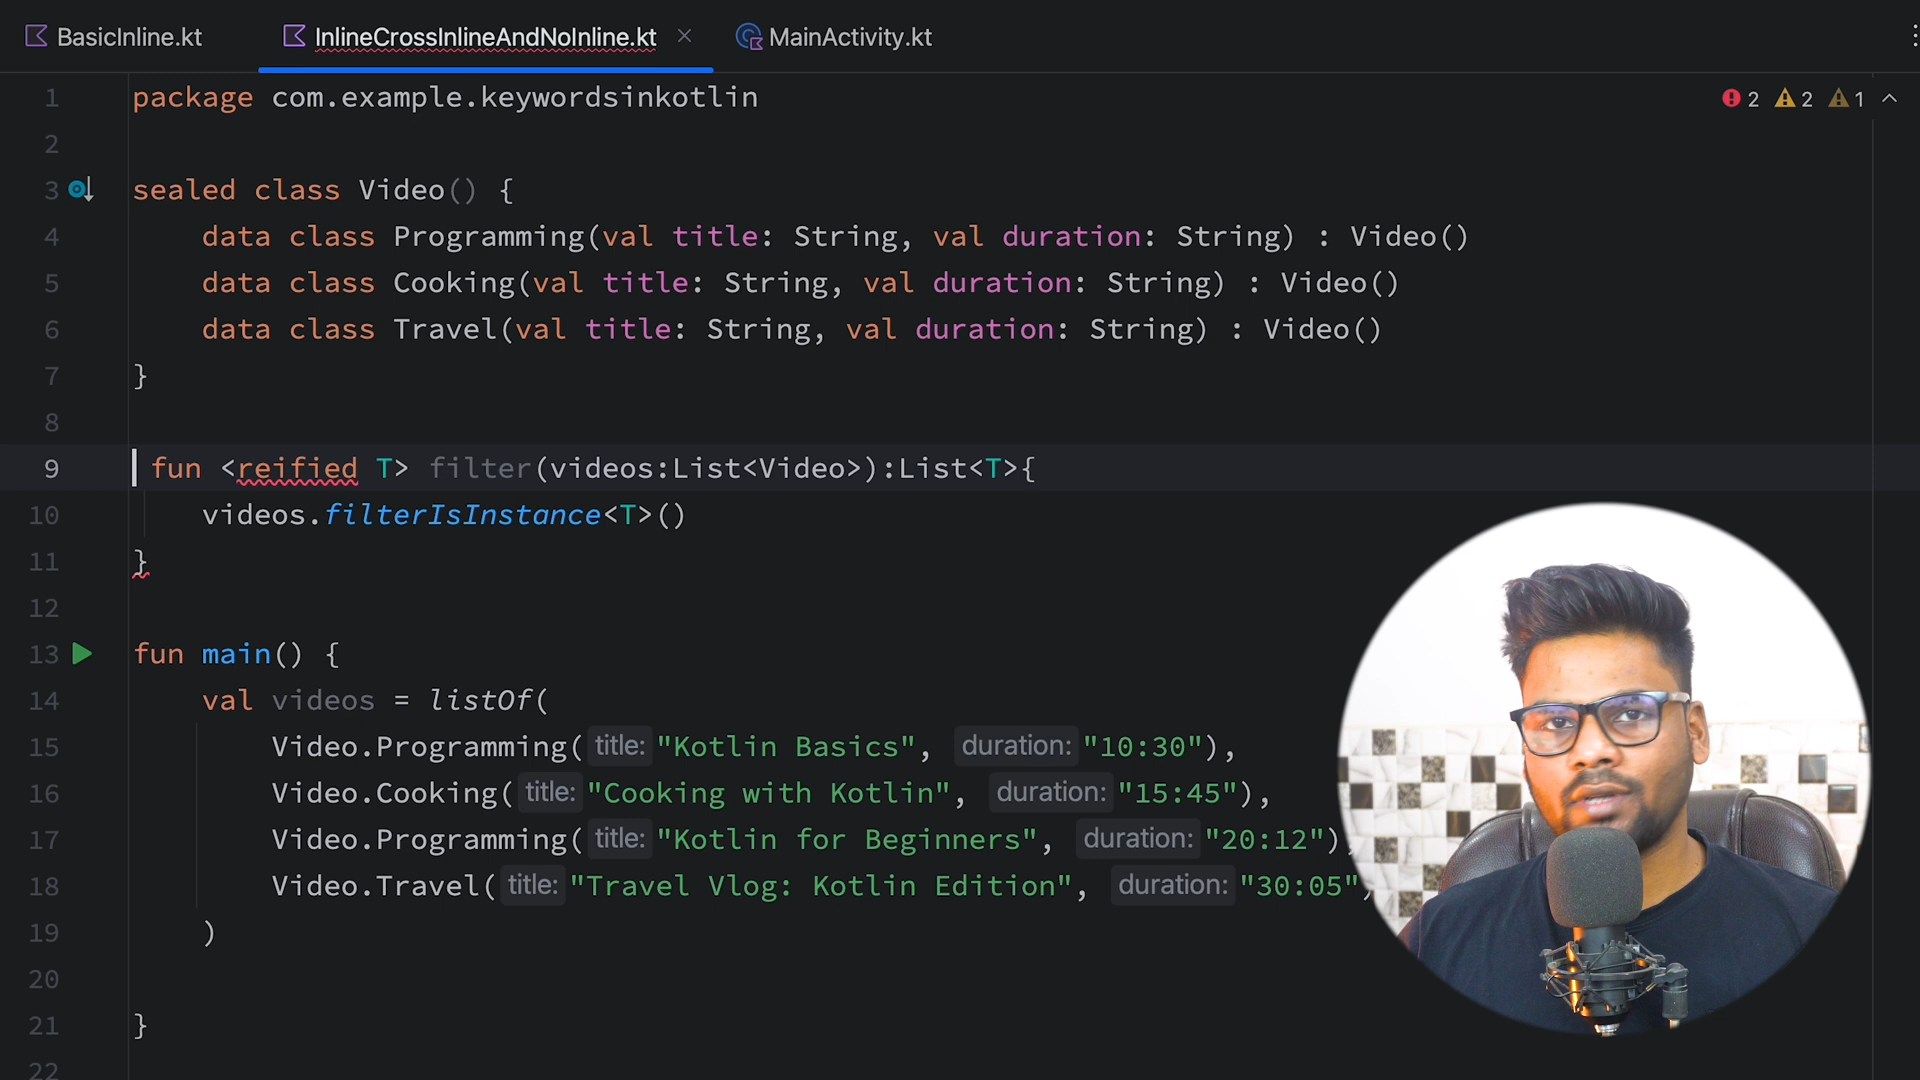 BasicInline.kt InlineCrossInlineAndNoInline.kt MainActivity.kt
1 package com.example.keywordsinkotlin 2 2 1
2
3 sealed class Video() {
4 data class Programming(val title: String, val duration: String) : Video()
5 data class Cooking(val title: String, val duration: String) : Video()
6 data class Travel(val title: String, val duration: String) : Video()
7 }
8
9 fun <reified T> filter(videos:List<Video>):List<T>{
10 videos.filterIsInstance<T>()
11 }
12
13 fun main() {
14 val videos = listOf(
15 Video.Programming( title: "Kotlin Basics", duration: "10:30"),
16 Video.Cooking( title: "Cooking with Kotlin", duration: "15:45"),
17 Video.Programming( title: "Kotlin for Beginners", duration: "20:12"),
18 Video.Travel( title: "Travel Vlog: Kotlin Edition", duration: "30:05"
19 )
20
21 }
22